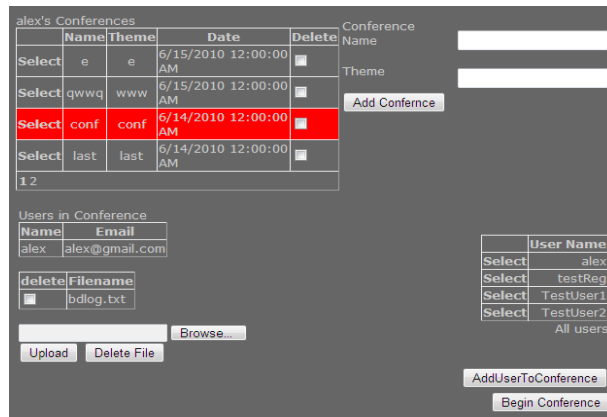 alex's Conferences
Name Theme Date Delete
Select e e 6/15/2010 12:00:00 AM
Select qwwq www 6/15/2010 12:00:00 AM
Select conf conf 6/14/2010 12:00:00 AM
Select last last 6/14/2010 12:00:00 AM
1 2
Conference Name
Theme
Add Confernce
Users in Conference
Name Email
alex alex@gmail.com
delete Filename
bdlog.txt
Browse...
Upload Delete File
User Name
Select alex
Select testReg
Select TestUser1
Select TestUser2
All users
AddUserToConference
Begin Conference